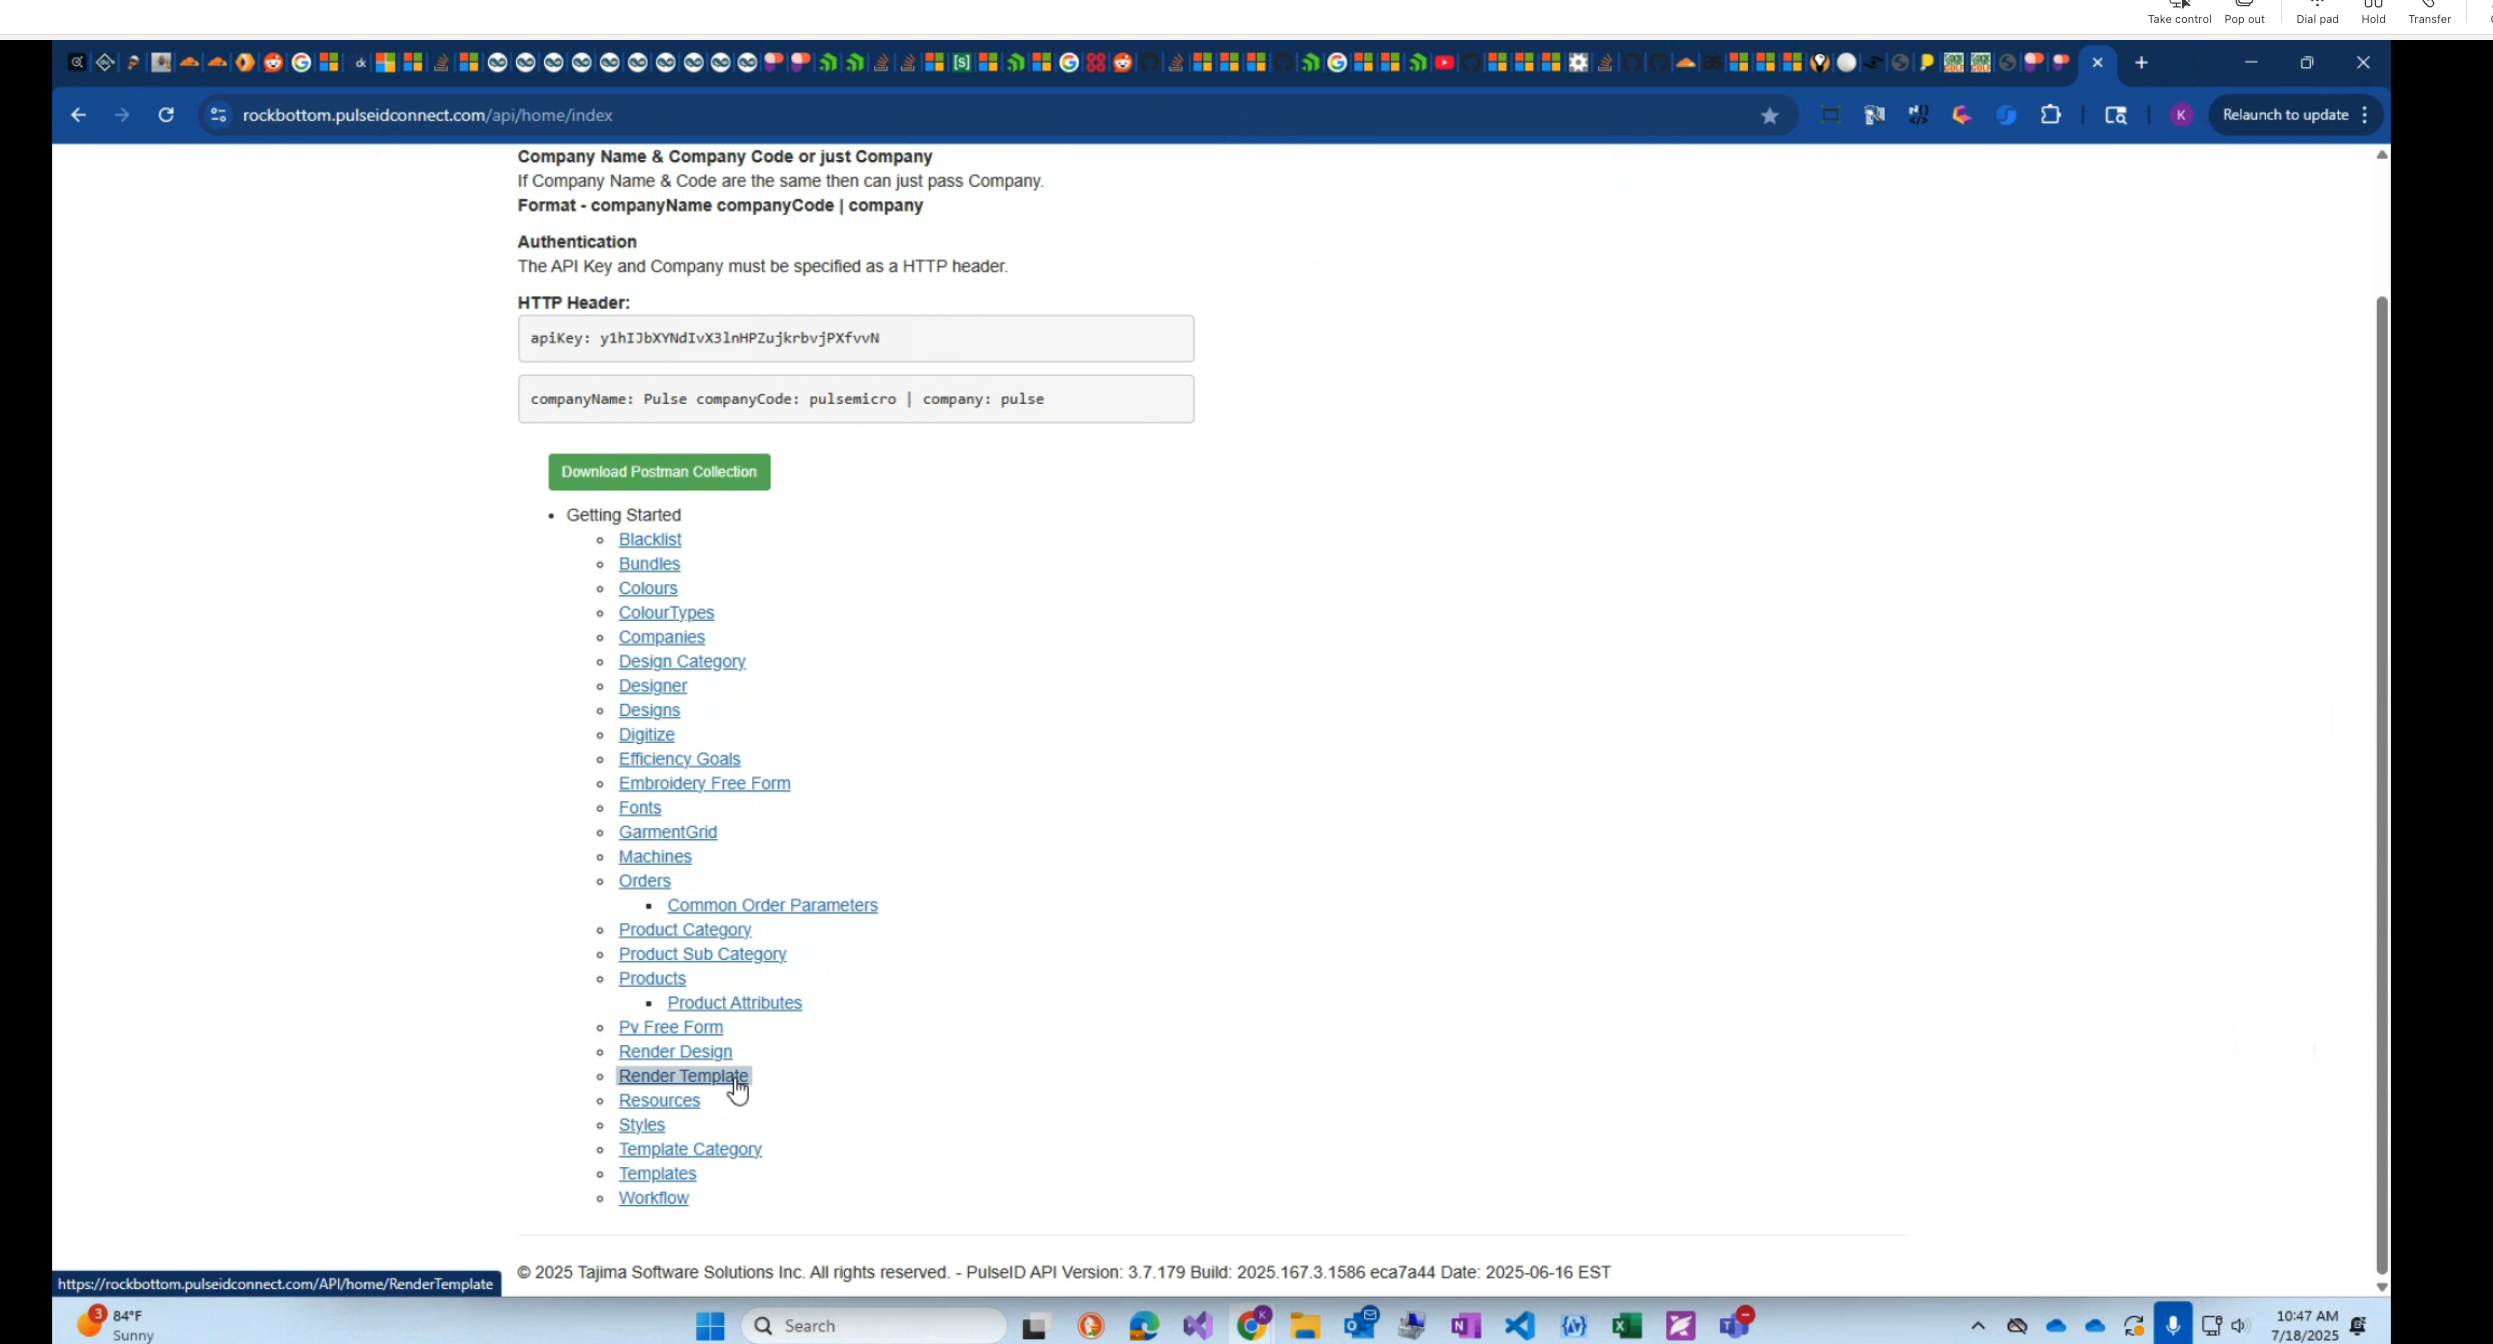 Take control
Pop out
Dial pad
Hold
Transfer
rockbottom.pulseidconnect.com/api/home/index
K
Relaunch to update
Company Name & Company Code or just Company
If Company Name & Code are the same then can just pass Company.
Format - companyName companyCode | company
Authentication
The API Key and Company must be specified as a HTTP header.
HTTP Header:
apiKey: y1hIJbXYNdIvX3lnHPZujkrbvjPXfvvN
companyName: Pulse companyCode: pulsemicro | company: pulse
Download Postman Collection
Getting Started
Blacklist
Bundles
Colours
ColourTypes
Companies
Design Category
Designer
Designs
Digitize
Efficiency Goals
Embroidery Free Form
Fonts
GarmentGrid
Machines
Orders
Common Order Parameters
Product Category
Product Sub Category
Products
Product Attributes
Pv Free Form
Render Design
Render Template
Resources
Styles
Template Category
Templates
Workflow
© 2025 Tajima Software Solutions Inc. All rights reserved. - PulseID API Version: 3.7.179 Build: 2025.167.3.1586 eca7a44 Date: 2025-06-16 EST
https://rockbottom.pulseidconnect.com/API/home/RenderTemplate
3
84°F
Sunny
Search
10:47 AM
7/18/2025